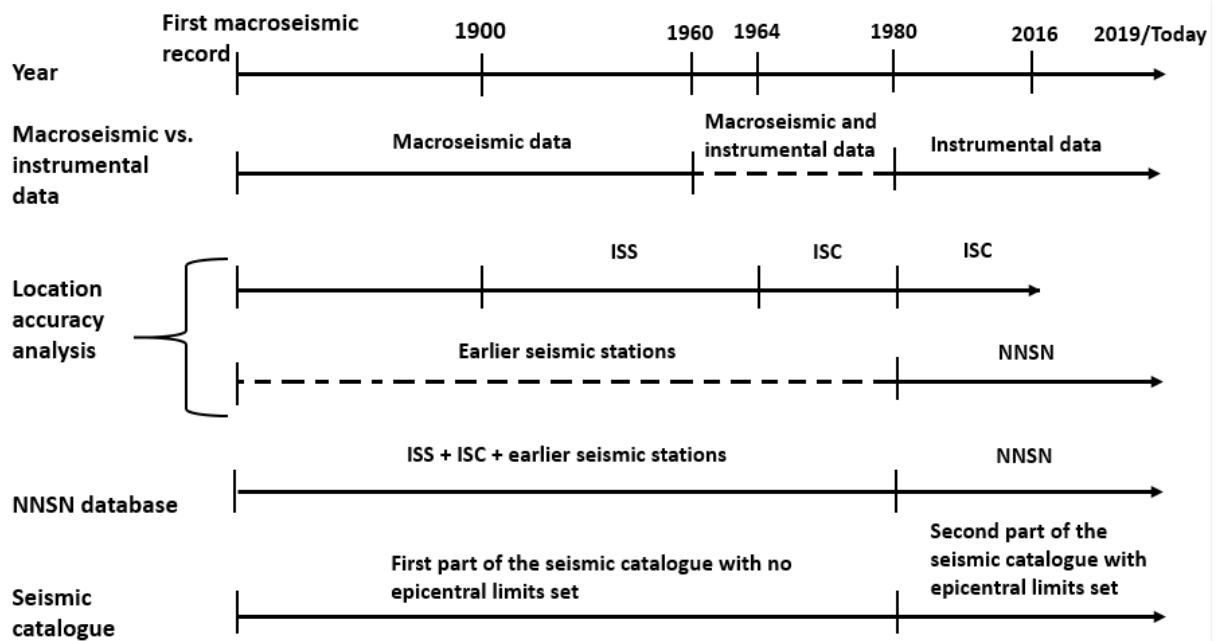 First macroseismic
record
1900
1960
1964
1980
2016
2019/Today
Year
Macroseismic vs.
instrumental
data
Macroseismic data
Macroseismic and
instrumental data
Instrumental data
Location
accuracy
analysis
ISS
ISC
ISC
Earlier seismic stations
NNSN
NNSN database
ISS + ISC + earlier seismic stations
NNSN
Seismic
catalogue
First part of the seismic catalogue with no
epicentral limits set
Second part of the
seismic catalogue with
epicentral limits set